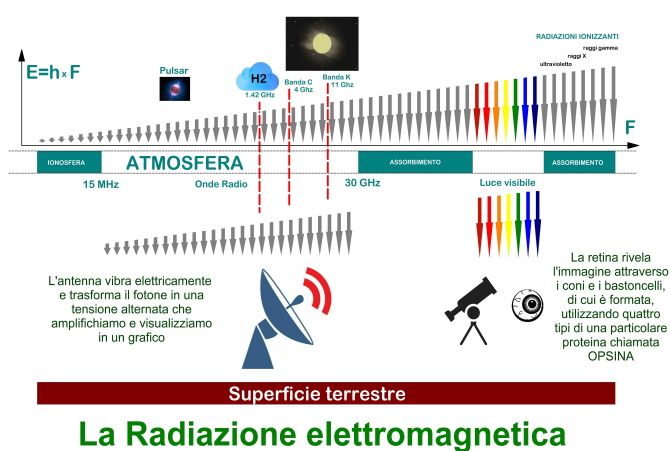 RADIAZIONI IONIZZANTI
raggi gamma
raggi X
ultravioletto
E=h x F
Pulsar
H2
1.42 GHz
Banda C
4 Ghz
Banda K
11 Ghz
F
IONOSFERA
ATMOSFERA
ASSORBIMENTO
ASSORBIMENTO
15 MHz
Onde Radio
30 GHz
Luce visibile
L'antenna vibra elettricamente
e trasforma il fotone in una
tensione alternata che
amplifichiamo e visualizziamo
in un grafico
La retina rivela
l'immagine attraverso
i coni e i bastoncelli,
di cui è formata,
utilizzando quattro
tipi di una particolare
proteina chiamata
OPSINA
Superficie terrestre
La Radiazione elettromagnetica